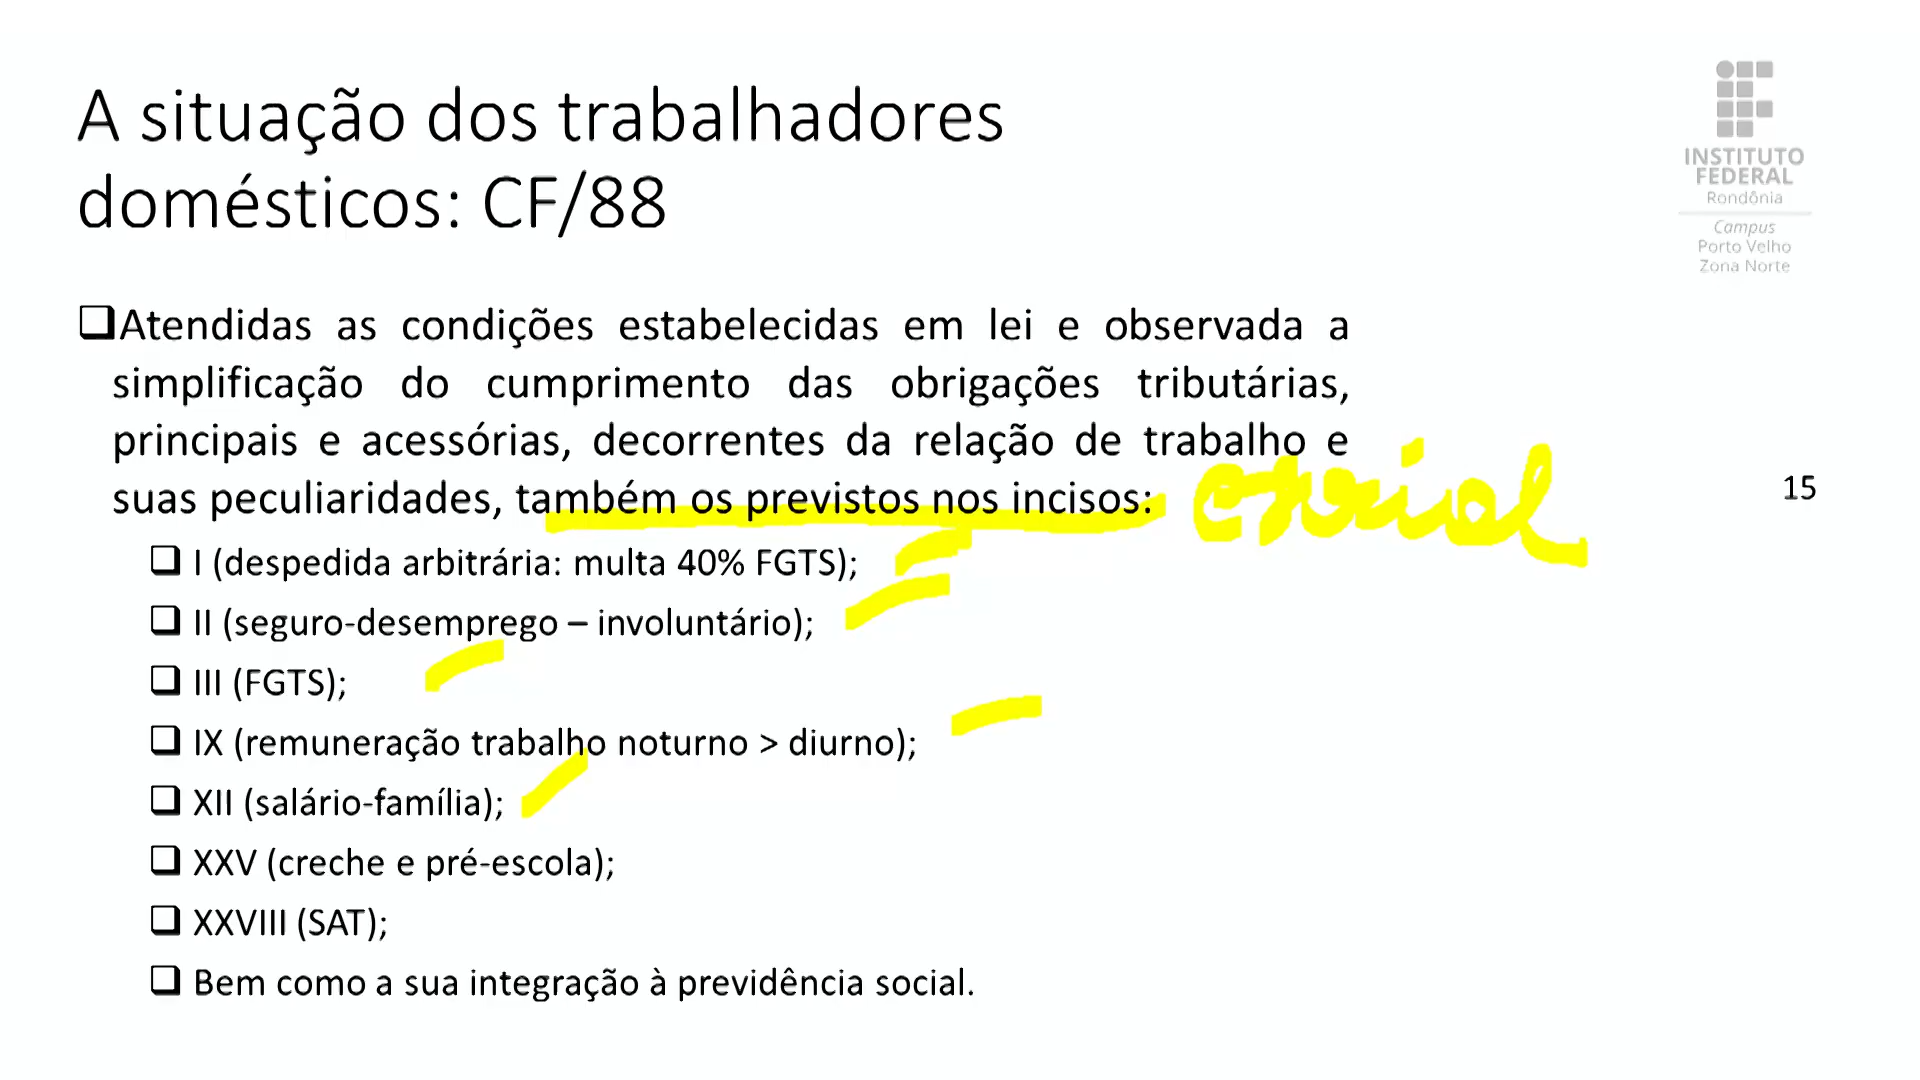 A situação dos trabalhadores
domésticos: CF/88
INSTITUTO
FEDERAL
Rondônia
Campus
Porto Velho
Zona Norte
Atendidas as condições estabelecidas em lei e observada a
simplificação do cumprimento das obrigações tributárias,
principais e acessórias, decorrentes da relação de trabalho e
suas peculiaridades, também os previstos nos incisos:
esocial
15
I (despedida arbitrária: multa 40% FGTS);
II (seguro-desemprego – involuntário);
III (FGTS);
IX (remuneração trabalho noturno > diurno);
XII (salário-família);
XXV (creche e pré-escola);
XXVIII (SAT);
Bem como a sua integração à previdência social.